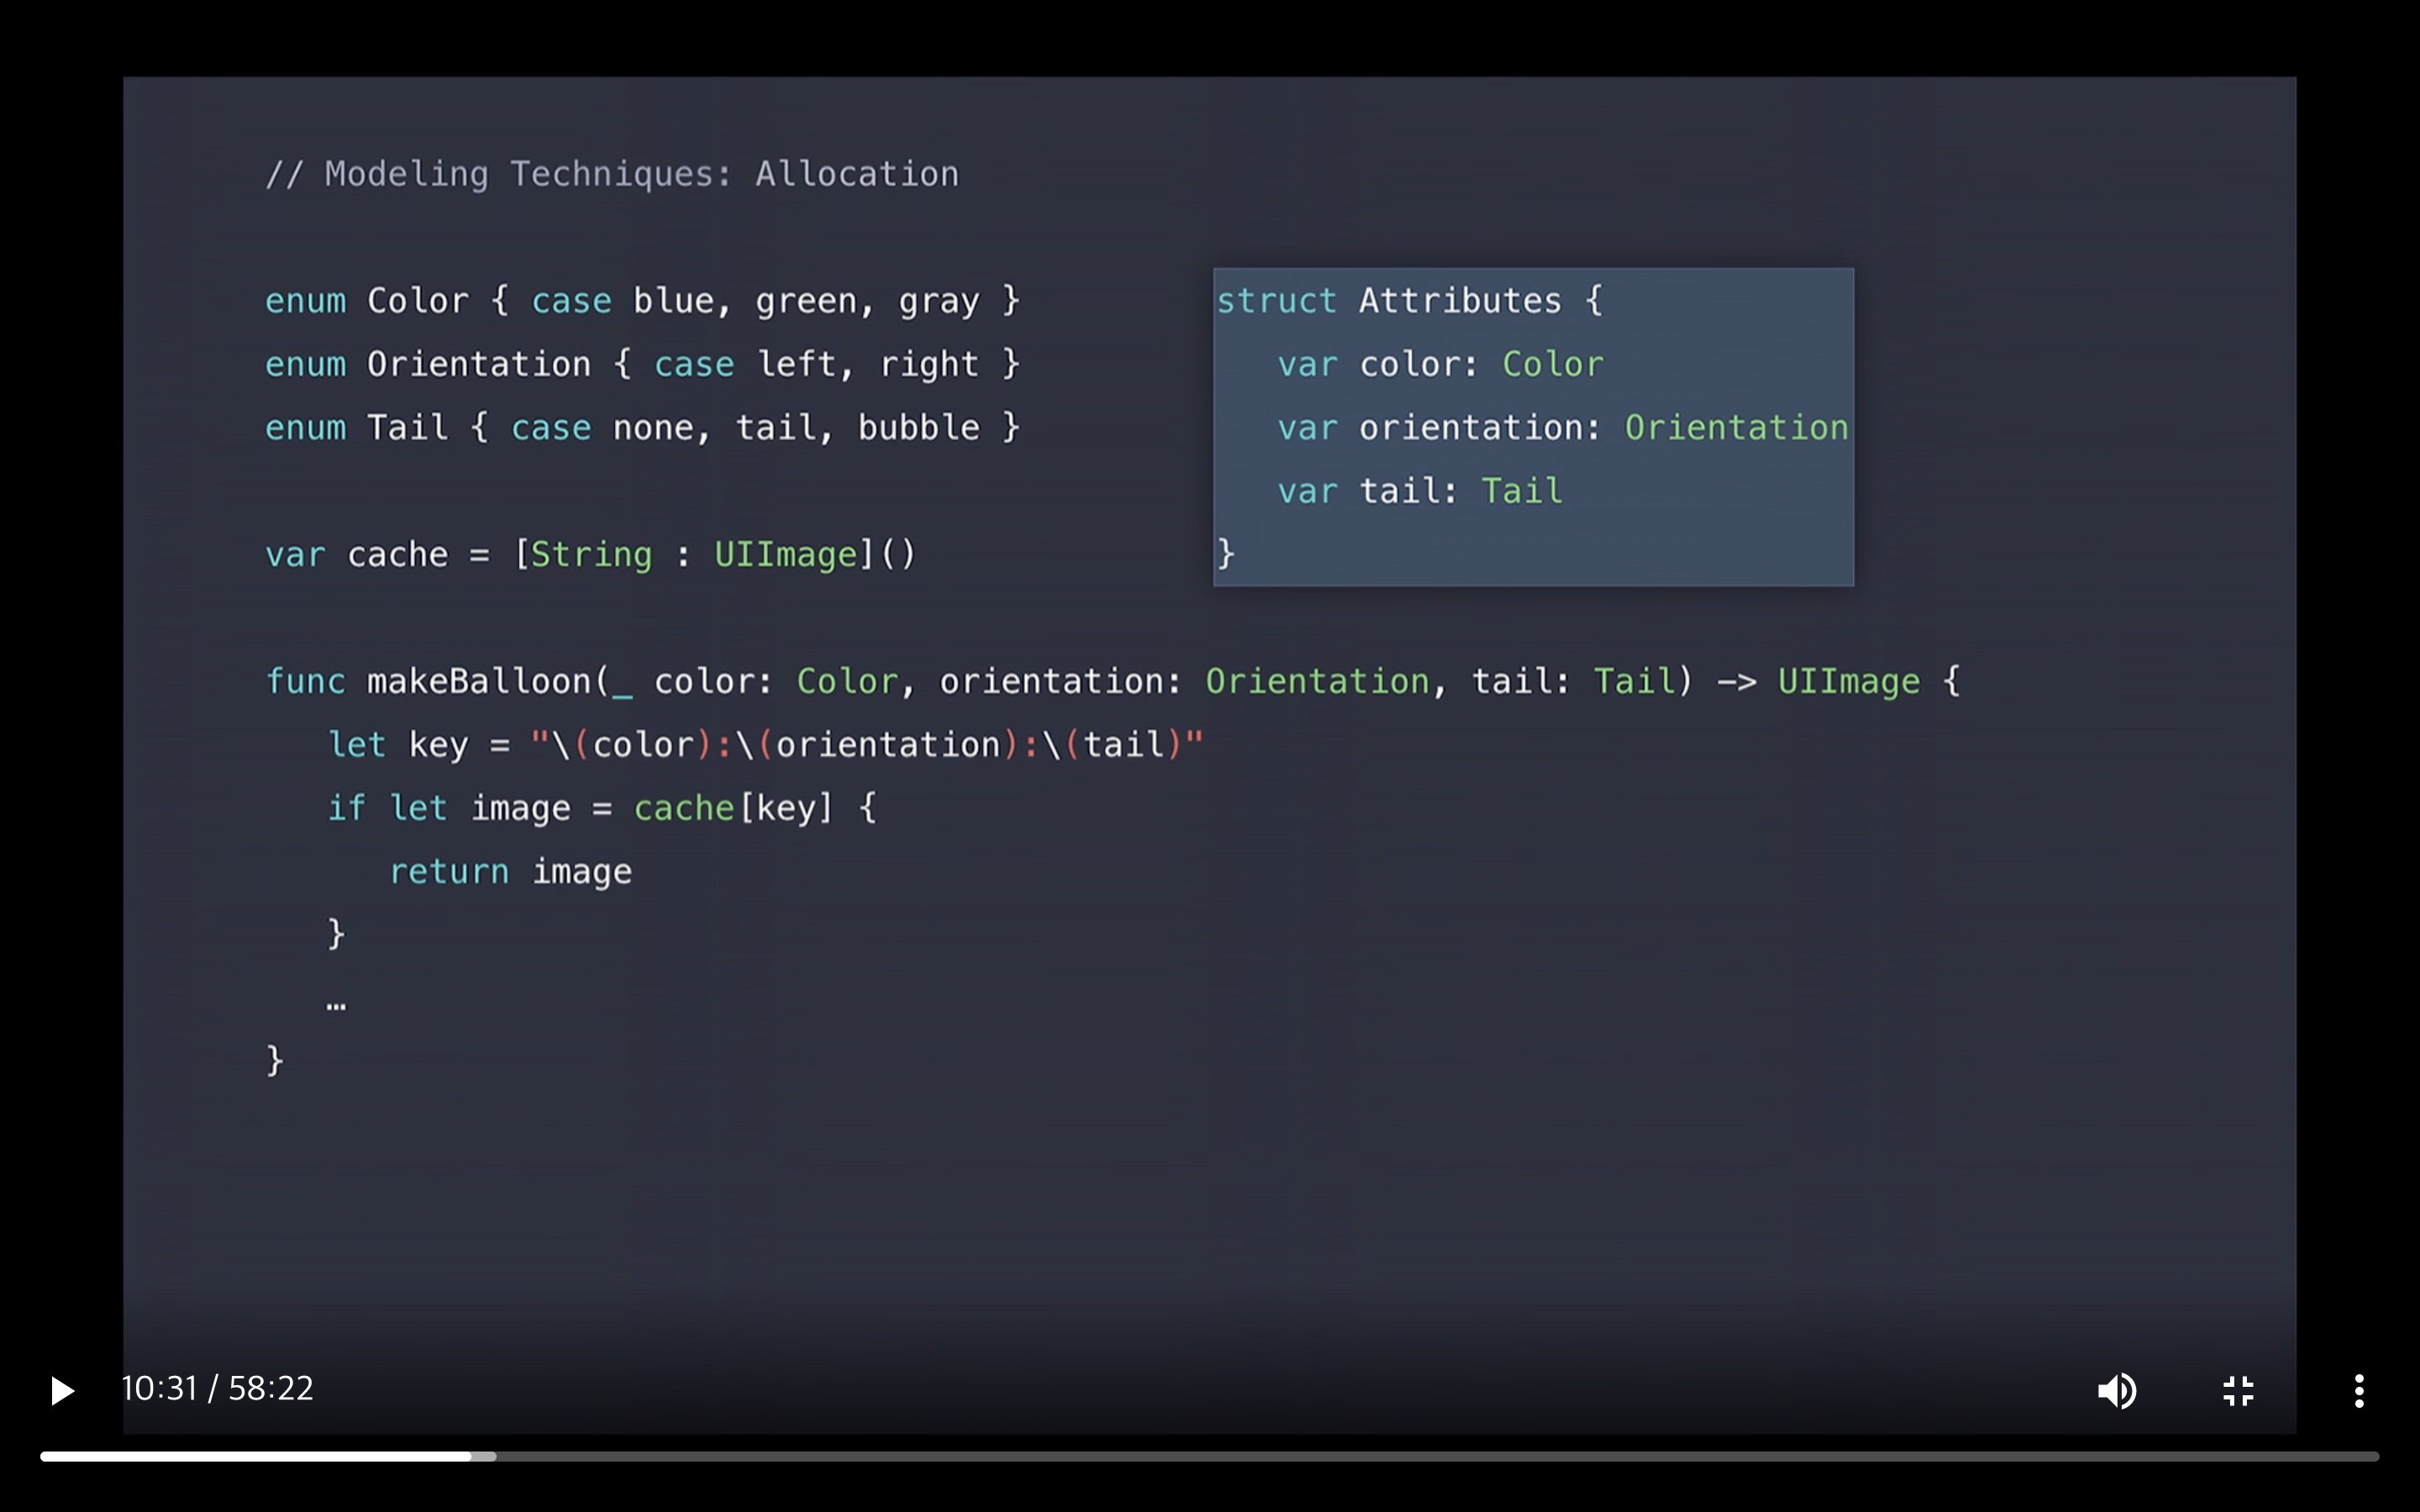 // Modeling Techniques: Allocation
enum Color { case blue, green, gray }
enum Orientation { case left, right }
enum Tail { case none, tail, bubble }
var cache = [String : UIImage]()
struct Attributes {
   var color: Color
   var orientation: Orientation
   var tail: Tail
}
func makeBalloon(_ color: Color, orientation: Orientation, tail: Tail) -> UIImage {
   let key = "\(color):\(orientation):\(tail)"
   if let image = cache[key] {
      return image
   }
   …
}
10:31 / 58:22